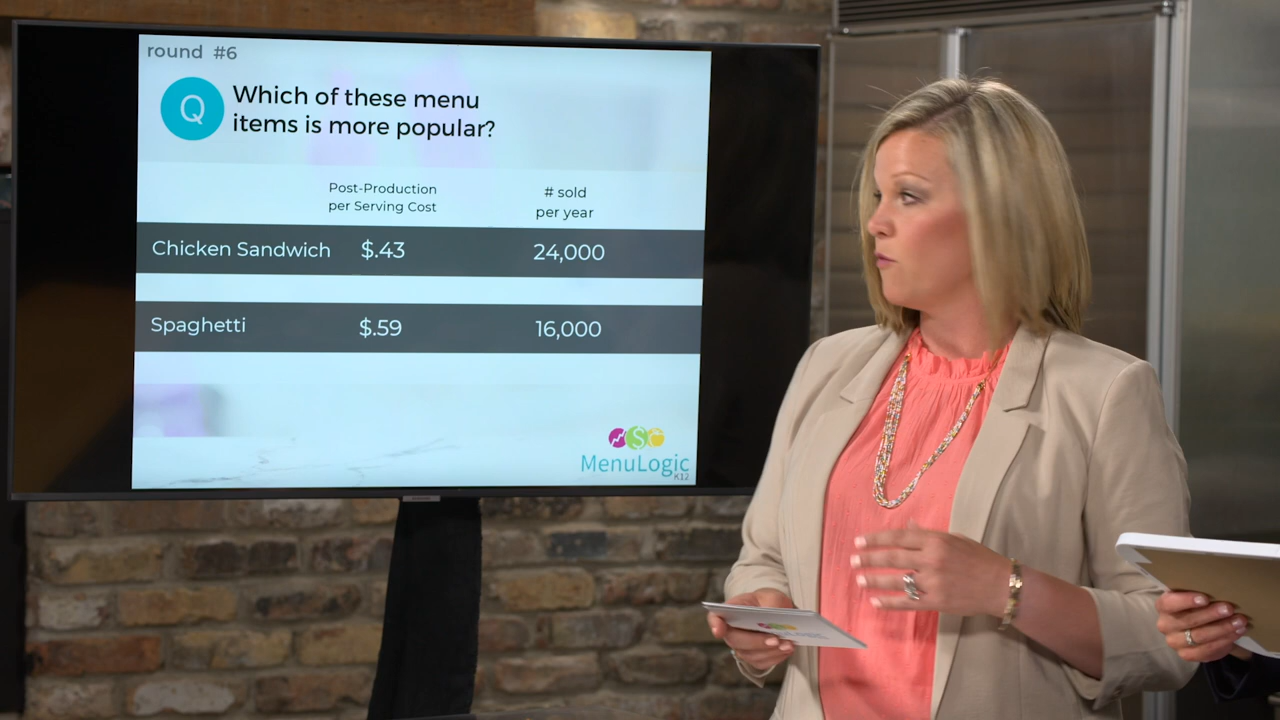 round #6
Q
Which of these menu
items is more popular?
Post-Production
per Serving Cost
# sold
per year
Chicken Sandwich $.43 24,000
Spaghetti $.59 16,000
MenuLogic
K12